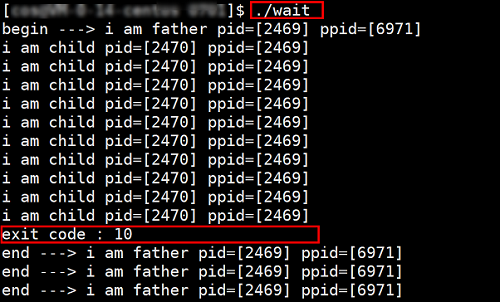 []$ ./wait
begin ---> i am father pid=[2469] ppid=[6971]
i am child pid=[2470] ppid=[2469]
i am child pid=[2470] ppid=[2469]
i am child pid=[2470] ppid=[2469]
i am child pid=[2470] ppid=[2469]
i am child pid=[2470] ppid=[2469]
i am child pid=[2470] ppid=[2469]
i am child pid=[2470] ppid=[2469]
i am child pid=[2470] ppid=[2469]
i am child pid=[2470] ppid=[2469]
i am child pid=[2470] ppid=[2469]
exit code : 10
end ---> i am father pid=[2469] ppid=[6971]
end ---> i am father pid=[2469] ppid=[6971]
end ---> i am father pid=[2469] ppid=[6971]